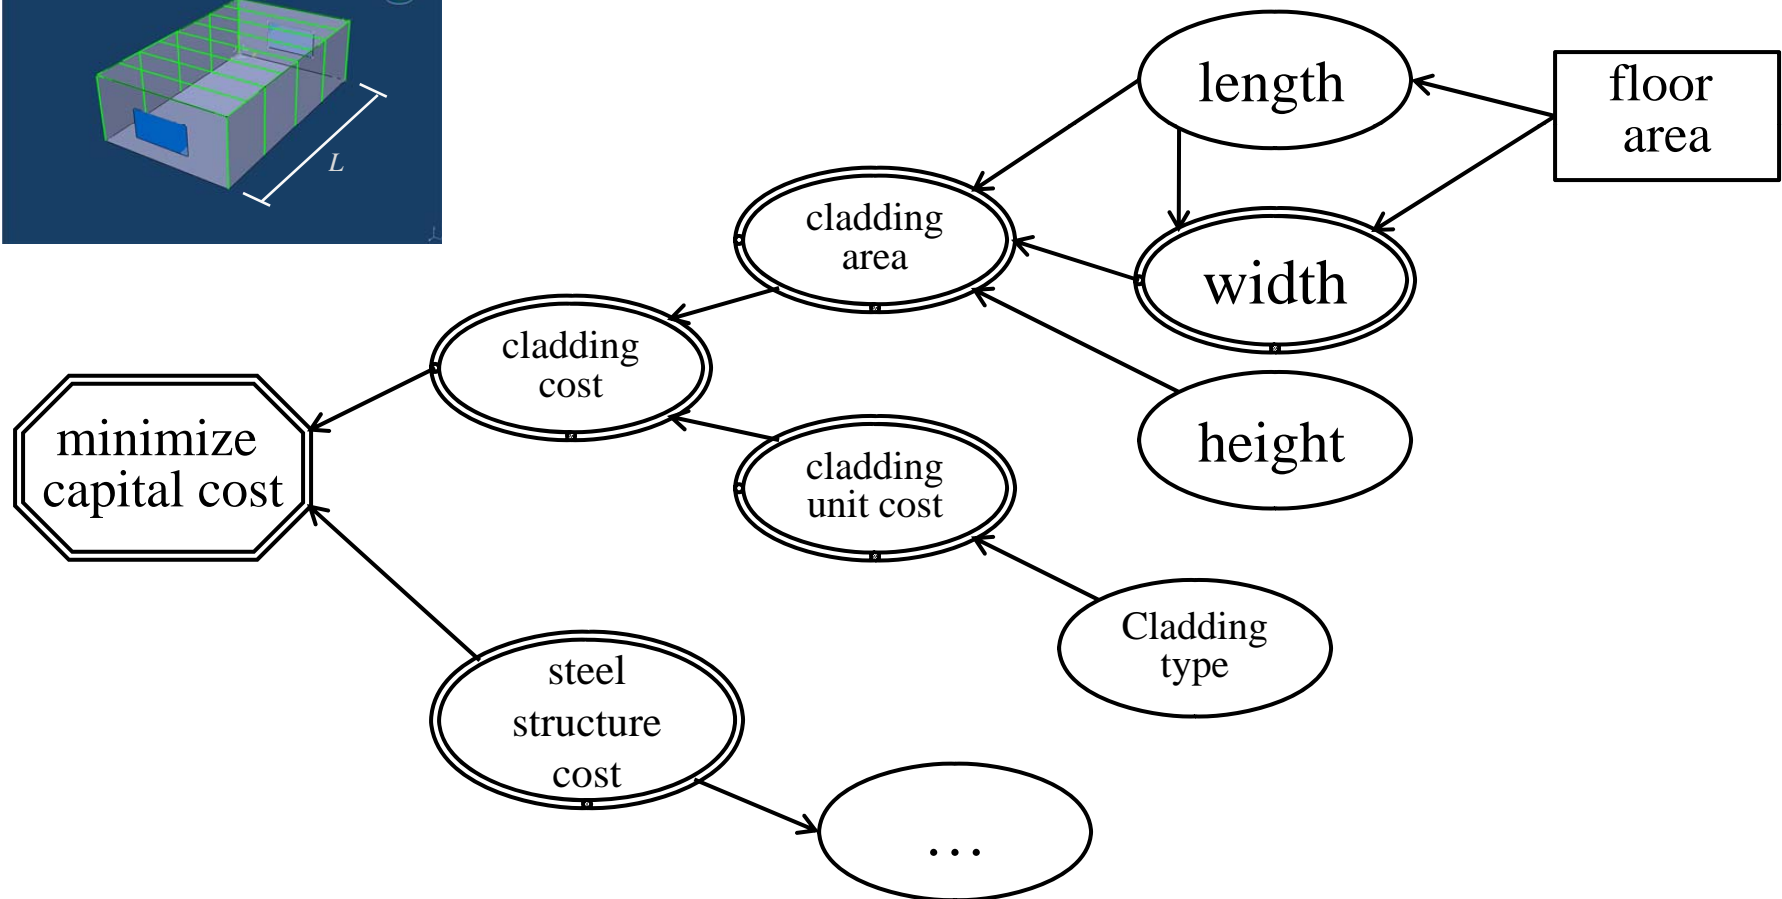 L
length
floor
area
cladding
area
width
cladding
cost
height
minimize
capital cost
cladding
unit cost
Cladding
type
steel
structure
cost
...